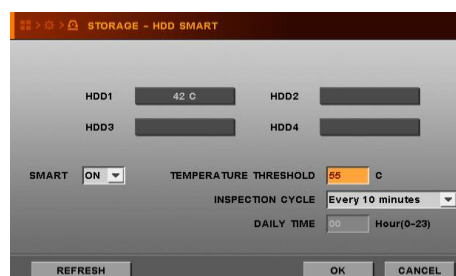 STORAGE - HDD SMART
HDD1 42 C HDD2
HDD3 HDD4
SMART ON TEMPERATURE THRESHOLD 55 C
INSPECTION CYCLE Every 10 minutes
DAILY TIME 00 Hour(0-23)
REFRESH OK CANCEL